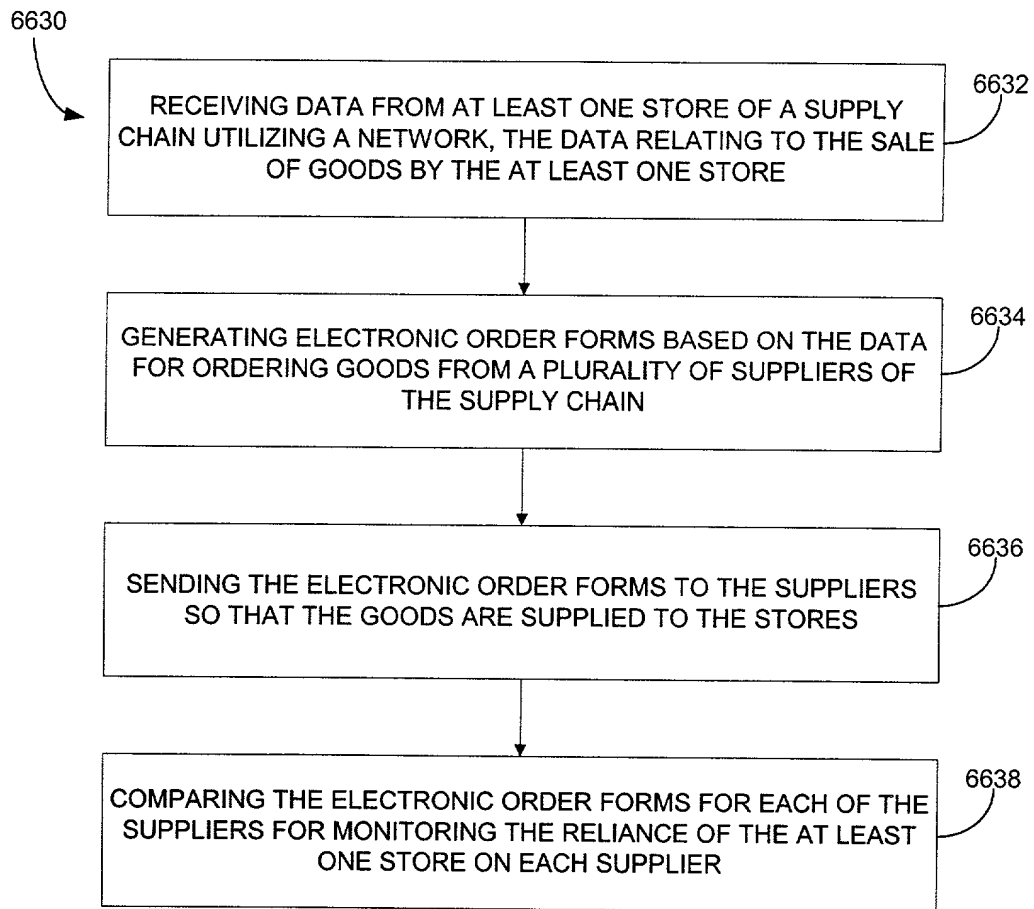 6630
6632
RECEIVING DATA FROM AT LEAST ONE STORE OF A SUPPLY
CHAIN UTILIZING A NETWORK, THE DATA RELATING TO THE SALE
OF GOODS BY THE AT LEAST ONE STORE
6634
GENERATING ELECTRONIC ORDER FORMS BASED ON THE DATA
FOR ORDERING GOODS FROM A PLURALITY OF SUPPLIERS OF
THE SUPPLY CHAIN
6636
SENDING THE ELECTRONIC ORDER FORMS TO THE SUPPLIERS
SO THAT THE GOODS ARE SUPPLIED TO THE STORES
6638
COMPARING THE ELECTRONIC ORDER FORMS FOR EACH OF THE
SUPPLIERS FOR MONITORING THE RELIANCE OF THE AT LEAST
ONE STORE ON EACH SUPPLIER